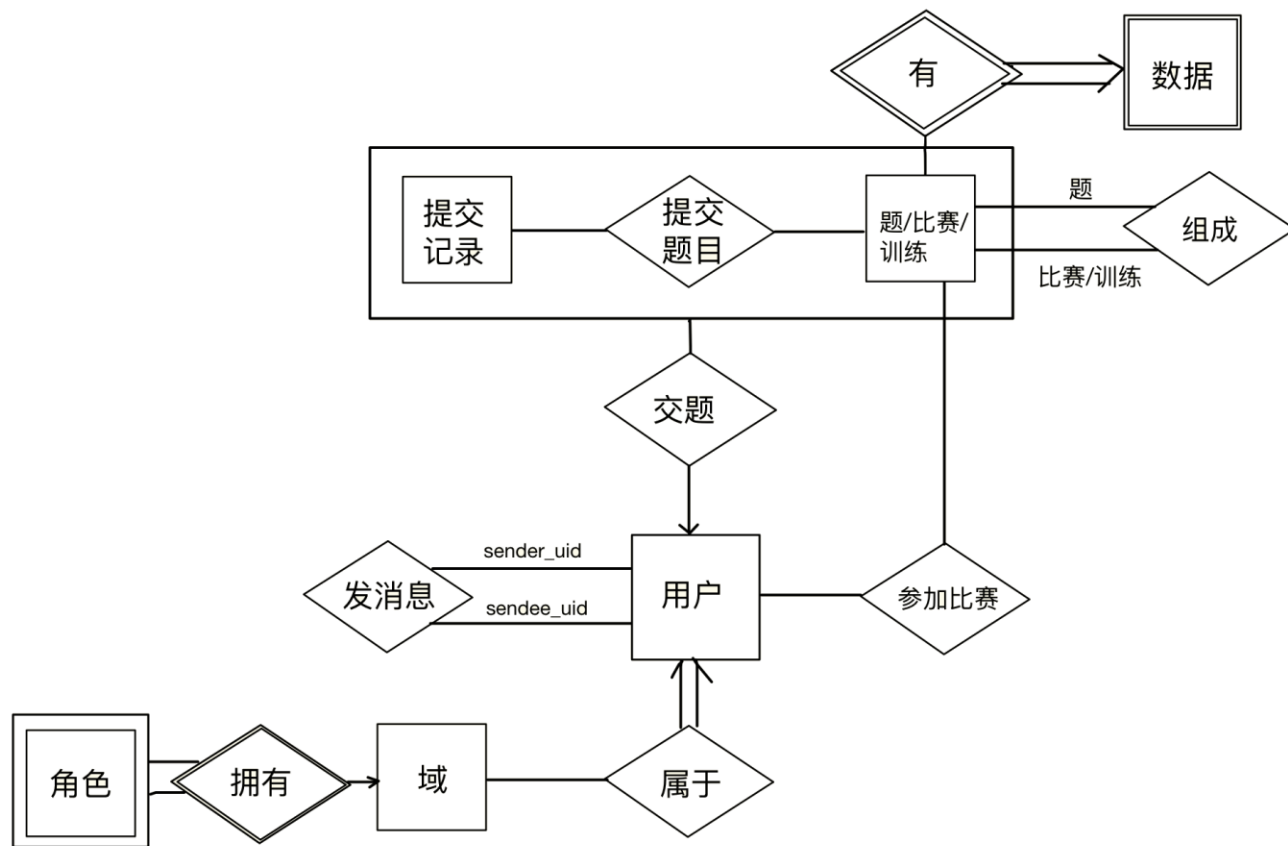 有
数据
提交
记录
提交
题目
题/比赛/
训练
题
组成
比赛/训练
交题
发消息
sender_uid
sendee_uid
用户
参加比赛
角色
拥有
域
属于